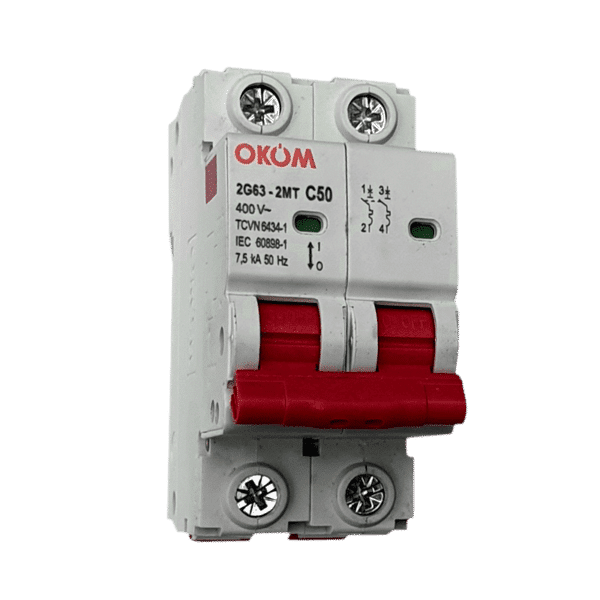 OKOM
2G63 - 2MT C50
400 V~
TCVN 6434-1
IEC 60898-1
7,5 kA 50 Hz
I
O
1 3
2 4